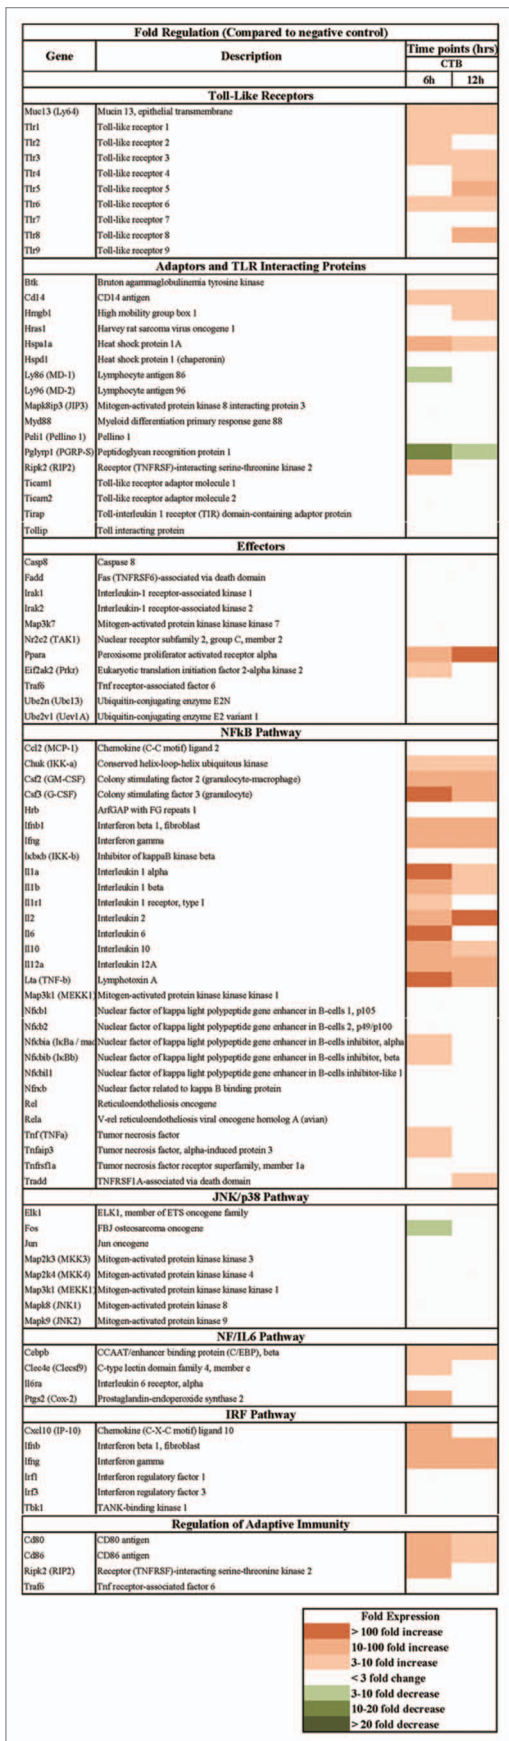 Fold Regulation (Compared to negative control)
Gene Description Time points (hrs)
CTB
6h 12h
Toll-Like Receptors
Muc13 (Ly64) Mucin 13, epithelial transmembrane
Tlr1 Toll-like receptor 1
Tlr2 Toll-like receptor 2
Tlr3 Toll-like receptor 3
Tlr4 Toll-like receptor 4
Tlr5 Toll-like receptor 5
Tlr6 Toll-like receptor 6
Tlr7 Toll-like receptor 7
Tlr8 Toll-like receptor 8
Tlr9 Toll-like receptor 9
Adaptors and TLR Interacting Proteins
Btk Bruton agammaglobulinemia tyrosine kinase
Cd14 CD14 antigen
Hmgb1 High mobility group box 1
Hras1 Harvey rat sarcoma virus oncogene 1
Hspa1a Heat shock protein 1A
Hspd1 Heat shock protein 1 (chaperonin)
Ly86 (MD-1) Lymphocyte antigen 86
Ly96 (MD-2) Lymphocyte antigen 96
Mapk8ip3 (JIP3) Mitogen-activated protein kinase 8 interacting protein 3
Myd88 Myeloid differentiation primary response gene 88
Peli1 (Pellino 1) Pellino 1
Pglyrp1 (PGRP-S) Peptidoglycan recognition protein 1
Ripk2 (RIP2) Receptor (TNFRSF)-interacting serine-threonine kinase 2
Ticam1 Toll-like receptor adaptor molecule 1
Ticam2 Toll-like receptor adaptor molecule 2
Tirap Toll-interleukin 1 receptor (TIR) domain-containing adaptor protein
Tollip Toll interacting protein
Effectors
Casp8 Caspase 8
Fadd Fas (TNFRSF6)-associated via death domain
Irak1 Interleukin-1 receptor-associated kinase 1
Irak2 Interleukin-1 receptor-associated kinase 2
Map3k7 Mitogen-activated protein kinase kinase 7
Nr2c2 (TAK1) Nuclear receptor subfamily 2, group C, member 2
Ppara Peroxisome proliferator activated receptor alpha
Eif2ak2 (Prkr) Eukaryotic translation initiation factor 2-alpha kinase 2
Traf6 Tnf receptor-associated factor 6
Ube2n (Ubc13) Ubiquitin-conjugating enzyme E2N
Ube2v1 (Uev1A) Ubiquitin-conjugating enzyme E2 variant 1
NFkB Pathway
Ccl2 (MCP-1) Chemokine (C-C motif) ligand 2
Chuk (IKK-a) Conserved helix-loop-helix ubiquitous kinase
Csf2 (GM-CSF) Colony stimulating factor 2 (granulocyte-macrophage)
Csf3 (G-CSF) Colony stimulating factor 3 (granulocyte)
Hrb ArfGAP with FG repeats 1
Ifnb1 Interferon beta 1, fibroblast
Ifng Interferon gamma
Iκbκb (IKK-b) Inhibitor of kappaB kinase beta
Il1a Interleukin 1 alpha
Il1b Interleukin 1 beta
Il1r1 Interleukin 1 receptor, type I
Il2 Interleukin 2
Il6 Interleukin 6
Il10 Interleukin 10
Il12a Interleukin 12A
Lta (TNF-b) Lymphotoxin A
Map3k1 (MEKK1) Mitogen-activated protein kinase kinase kinase 1
Nfκb1 Nuclear factor of kappa light polypeptide gene enhancer in B-cells 1, p105
Nfκb2 Nuclear factor of kappa light polypeptide gene enhancer in B-cells 2, p49/p100
Nfκbia (IκBa / mad Nuclear factor of kappa light polypeptide gene enhancer in B-cells inhibitor, alpha
Nfκbib (IκBb) Nuclear factor of kappa light polypeptide gene enhancer in B-cells inhibitor, beta
Nfκbil1 Nuclear factor of kappa light polypeptide gene enhancer in B-cells inhibitor-like 1
Nfrκb Nuclear factor related to kappa B binding protein
Rel Reticuloendotheliosis oncogene
Rela V-rel reticuloendotheliosis viral oncogene homolog A (avian)
Tnf (TNFa) Tumor necrosis factor
Tnfaip3 Tumor necrosis factor, alpha-induced protein 3
Tnfrsf1a Tumor necrosis factor receptor superfamily, member 1a
Tradd TNFRSF1A-associated via death domain
JNK/p38 Pathway
Elk1 ELK1, member of ETS oncogene family
Fos FBJ osteosarcoma oncogene
Jun Jun oncogene
Map2k3 (MKK3) Mitogen-activated protein kinase kinase 3
Map2k4 (MKK4) Mitogen-activated protein kinase kinase 4
Map3k1 (MEKK1) Mitogen-activated protein kinase kinase kinase 1
Mapk8 (JNK1) Mitogen-activated protein kinase 8
Mapk9 (JNK2) Mitogen-activated protein kinase 9
NF/IL6 Pathway
Cebpb CCAAT/enhancer binding protein (C/EBP), beta
Clec4e (Clecsf9) C-type lectin domain family 4, member e
Il6ra Interleukin 6 receptor, alpha
Ptgs2 (Cox-2) Prostaglandin-endoperoxide synthase 2
IRF Pathway
Cxcl10 (IP-10) Chemokine (C-X-C motif) ligand 10
Ifnb Interferon beta 1, fibroblast
Ifng Interferon gamma
Irf1 Interferon regulatory factor 1
Irf3 Interferon regulatory factor 3
Tbk1 TANK-binding kinase 1
Regulation of Adaptive Immunity
Cd80 CD80 antigen
Cd86 CD86 antigen
Ripk2 (RIP2) Receptor (TNFRSF)-interacting serine-threonine kinase 2
Traf6 Tnf receptor-associated factor 6
Fold Expression
> 100 fold increase
10-100 fold increase
3-10 fold increase
< 3 fold change
3-10 fold decrease
10-20 fold decrease
> 20 fold decrease